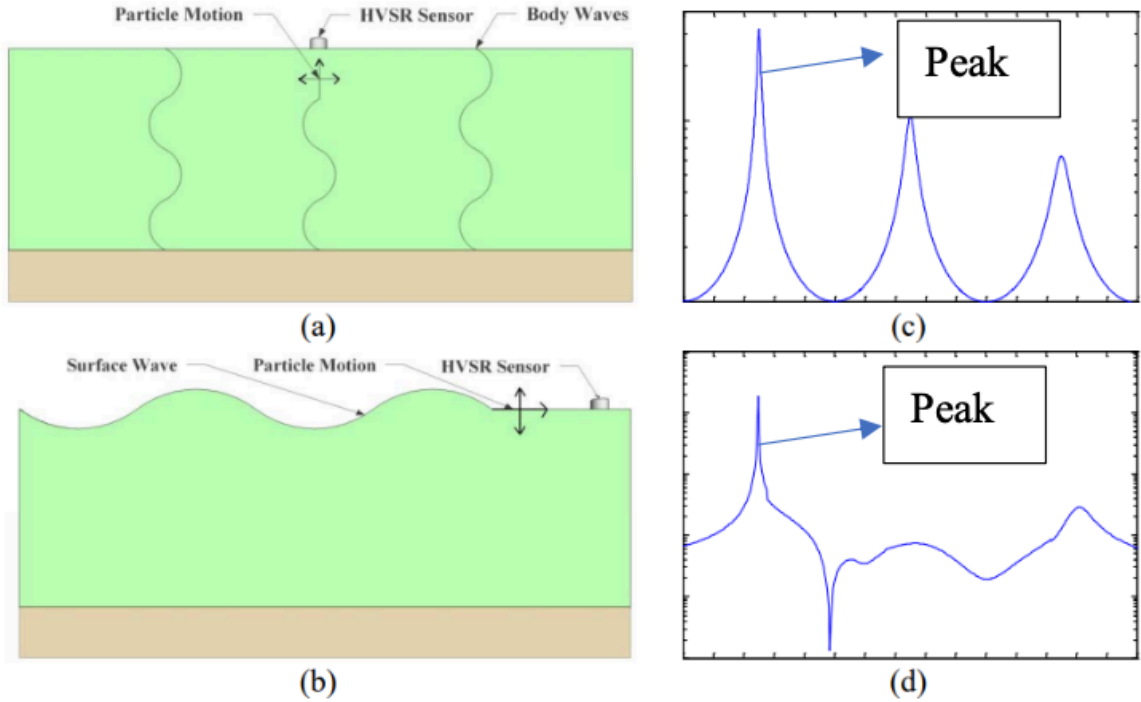 Particle Motion
HVSR Sensor
Body Waves
(a)
Peak
(c)
Surface Wave
Particle Motion
HVSR Sensor
(b)
Peak
(d)